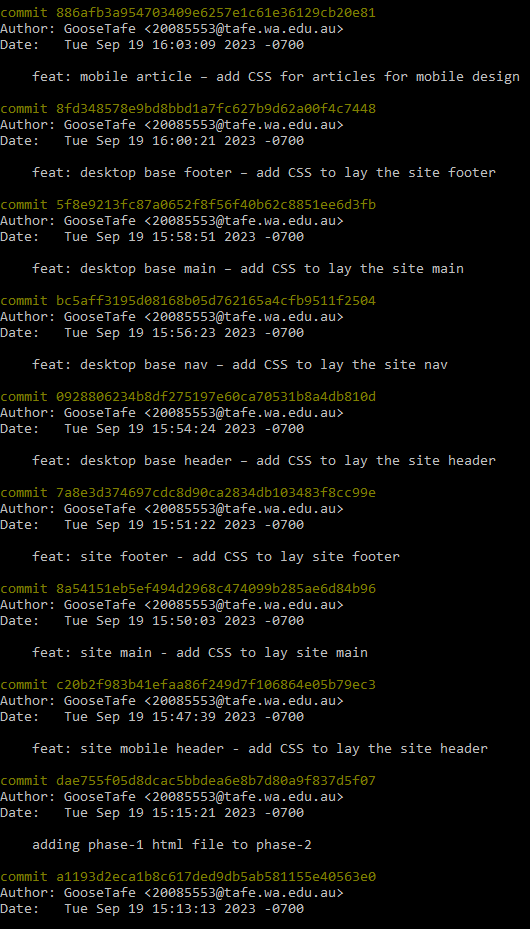 commit 886afb3a954703409e6257e1c61e36129cb20e81
Author: GooseTafe <20085553@tafe.wa.edu.au>
Date:   Tue Sep 19 16:03:09 2023 -0700
feat: mobile article – add CSS for articles for mobile design
commit 8fd348578e9bd8bbd1a7fc627b9d62a00f4c7448
Author: GooseTafe <20085553@tafe.wa.edu.au>
Date:   Tue Sep 19 16:00:21 2023 -0700
feat: desktop base footer – add CSS to lay the site footer
commit 5f8e9213fc87a0652f8f56f40b62c8851ee6d3fb
Author: GooseTafe <20085553@tafe.wa.edu.au>
Date:   Tue Sep 19 15:58:51 2023 -0700
feat: desktop base main – add CSS to lay the site main
commit bc5aff3195d08168b05d762165a4cfb9511f2504
Author: GooseTafe <20085553@tafe.wa.edu.au>
Date:   Tue Sep 19 15:56:23 2023 -0700
feat: desktop base nav – add CSS to lay the site nav
commit 0928806234b8df275197e60ca70531b8a4db810d
Author: GooseTafe <20085553@tafe.wa.edu.au>
Date:   Tue Sep 19 15:54:24 2023 -0700
feat: desktop base header – add CSS to lay the site header
commit 7a8e3d374697cdc8d90ca2834db103483f8cc99e
Author: GooseTafe <20085553@tafe.wa.edu.au>
Date:   Tue Sep 19 15:51:22 2023 -0700
feat: site footer - add CSS to lay site footer
commit 8a54151eb5ef494d2968c474099b285ae6d84b96
Author: GooseTafe <20085553@tafe.wa.edu.au>
Date:   Tue Sep 19 15:50:03 2023 -0700
feat: site main - add CSS to lay site main
commit c20b2f983b41efaa86f249d7f106864e05b79ec3
Author: GooseTafe <20085553@tafe.wa.edu.au>
Date:   Tue Sep 19 15:47:39 2023 -0700
feat: site mobile header - add CSS to lay the site header
commit dae755f05d8dcac5bbdea6e8b7d80a9f837d5f07
Author: GooseTafe <20085553@tafe.wa.edu.au>
Date:   Tue Sep 19 15:15:21 2023 -0700
adding phase-1 html file to phase-2
commit a1193d2eca1b8c617ded9db5ab581155e40563e0
Author: GooseTafe <20085553@tafe.wa.edu.au>
Date:   Tue Sep 19 15:13:13 2023 -0700